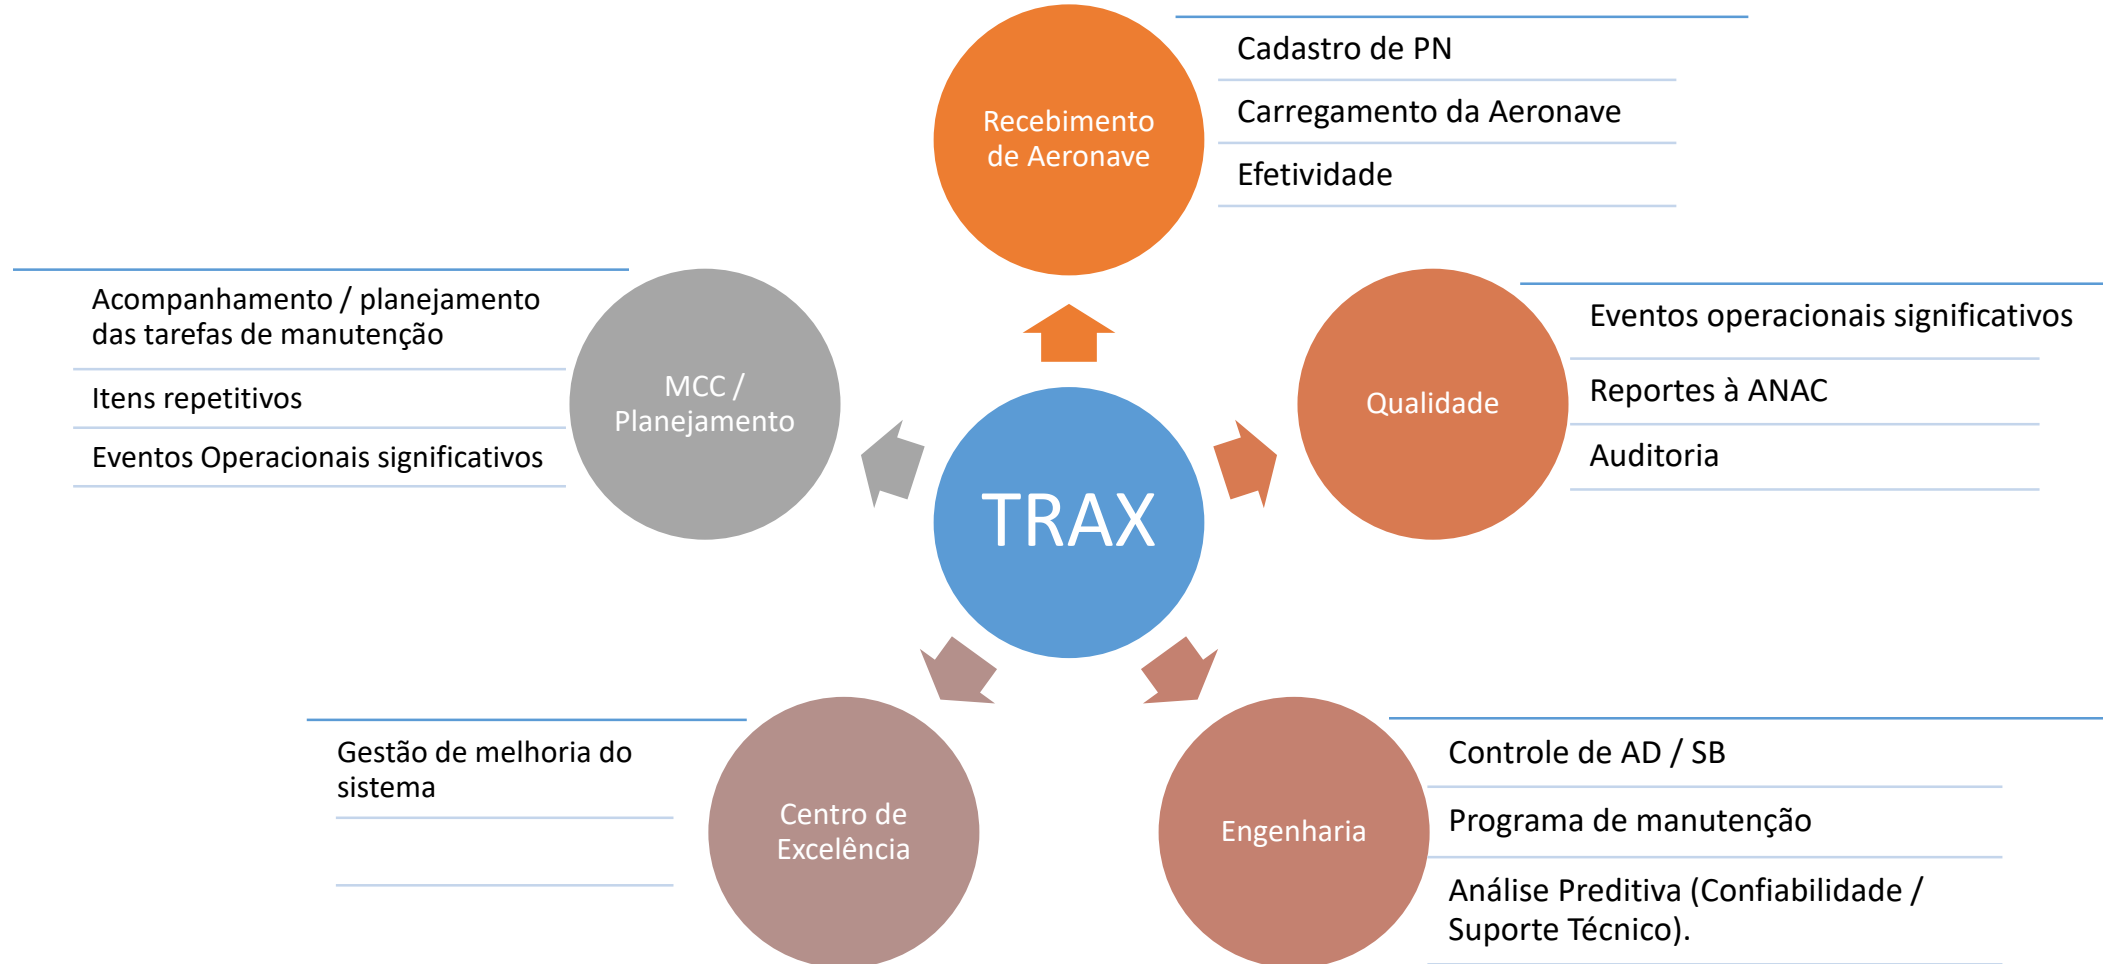 Recebimento
de Aeronave
Cadastro de PN
Carregamento da Aeronave
Efetividade
Acompanhamento / planejamento
das tarefas de manutenção
Itens repetitivos
Eventos Operacionais significativos
MCC /
Planejamento
TRAX
Qualidade
Eventos operacionais significativos
Reportes à ANAC
Auditoria
Gestão de melhoria do
sistema
Centro de
Excelência
Engenharia
Controle de AD / SB
Programa de manutenção
Análise Preditiva (Confiabilidade /
Suporte Técnico).